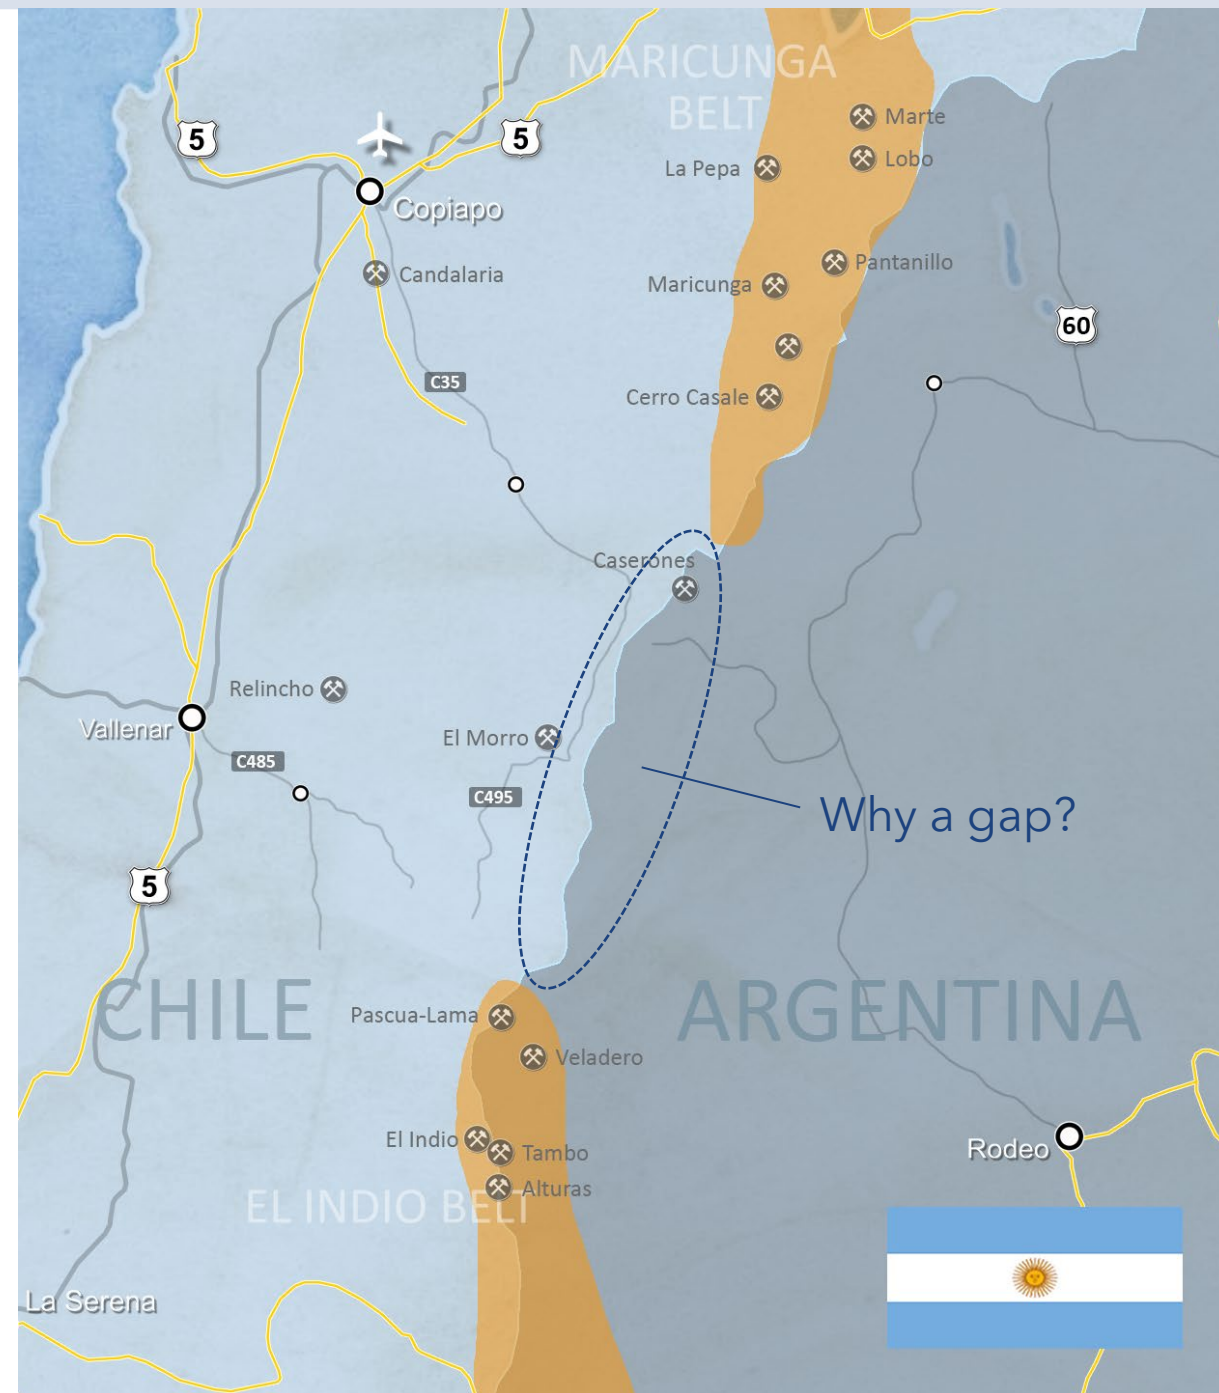 MARICUNGA
BELT
Marte
5
5
Lobo
La Pepa
Copiapo
Pantanillo
Candalaria
Maricunga
60
C35
Cerro Casale
Caserones
Relincho
Vallenar
El Morro
C485
C495
Why a gap?
5
CHILE
ARGENTINA
Pascua-Lama
Veladero
El Indio
Tambo
Rodeo
Alturas
EL INDIO BELT
La Serena